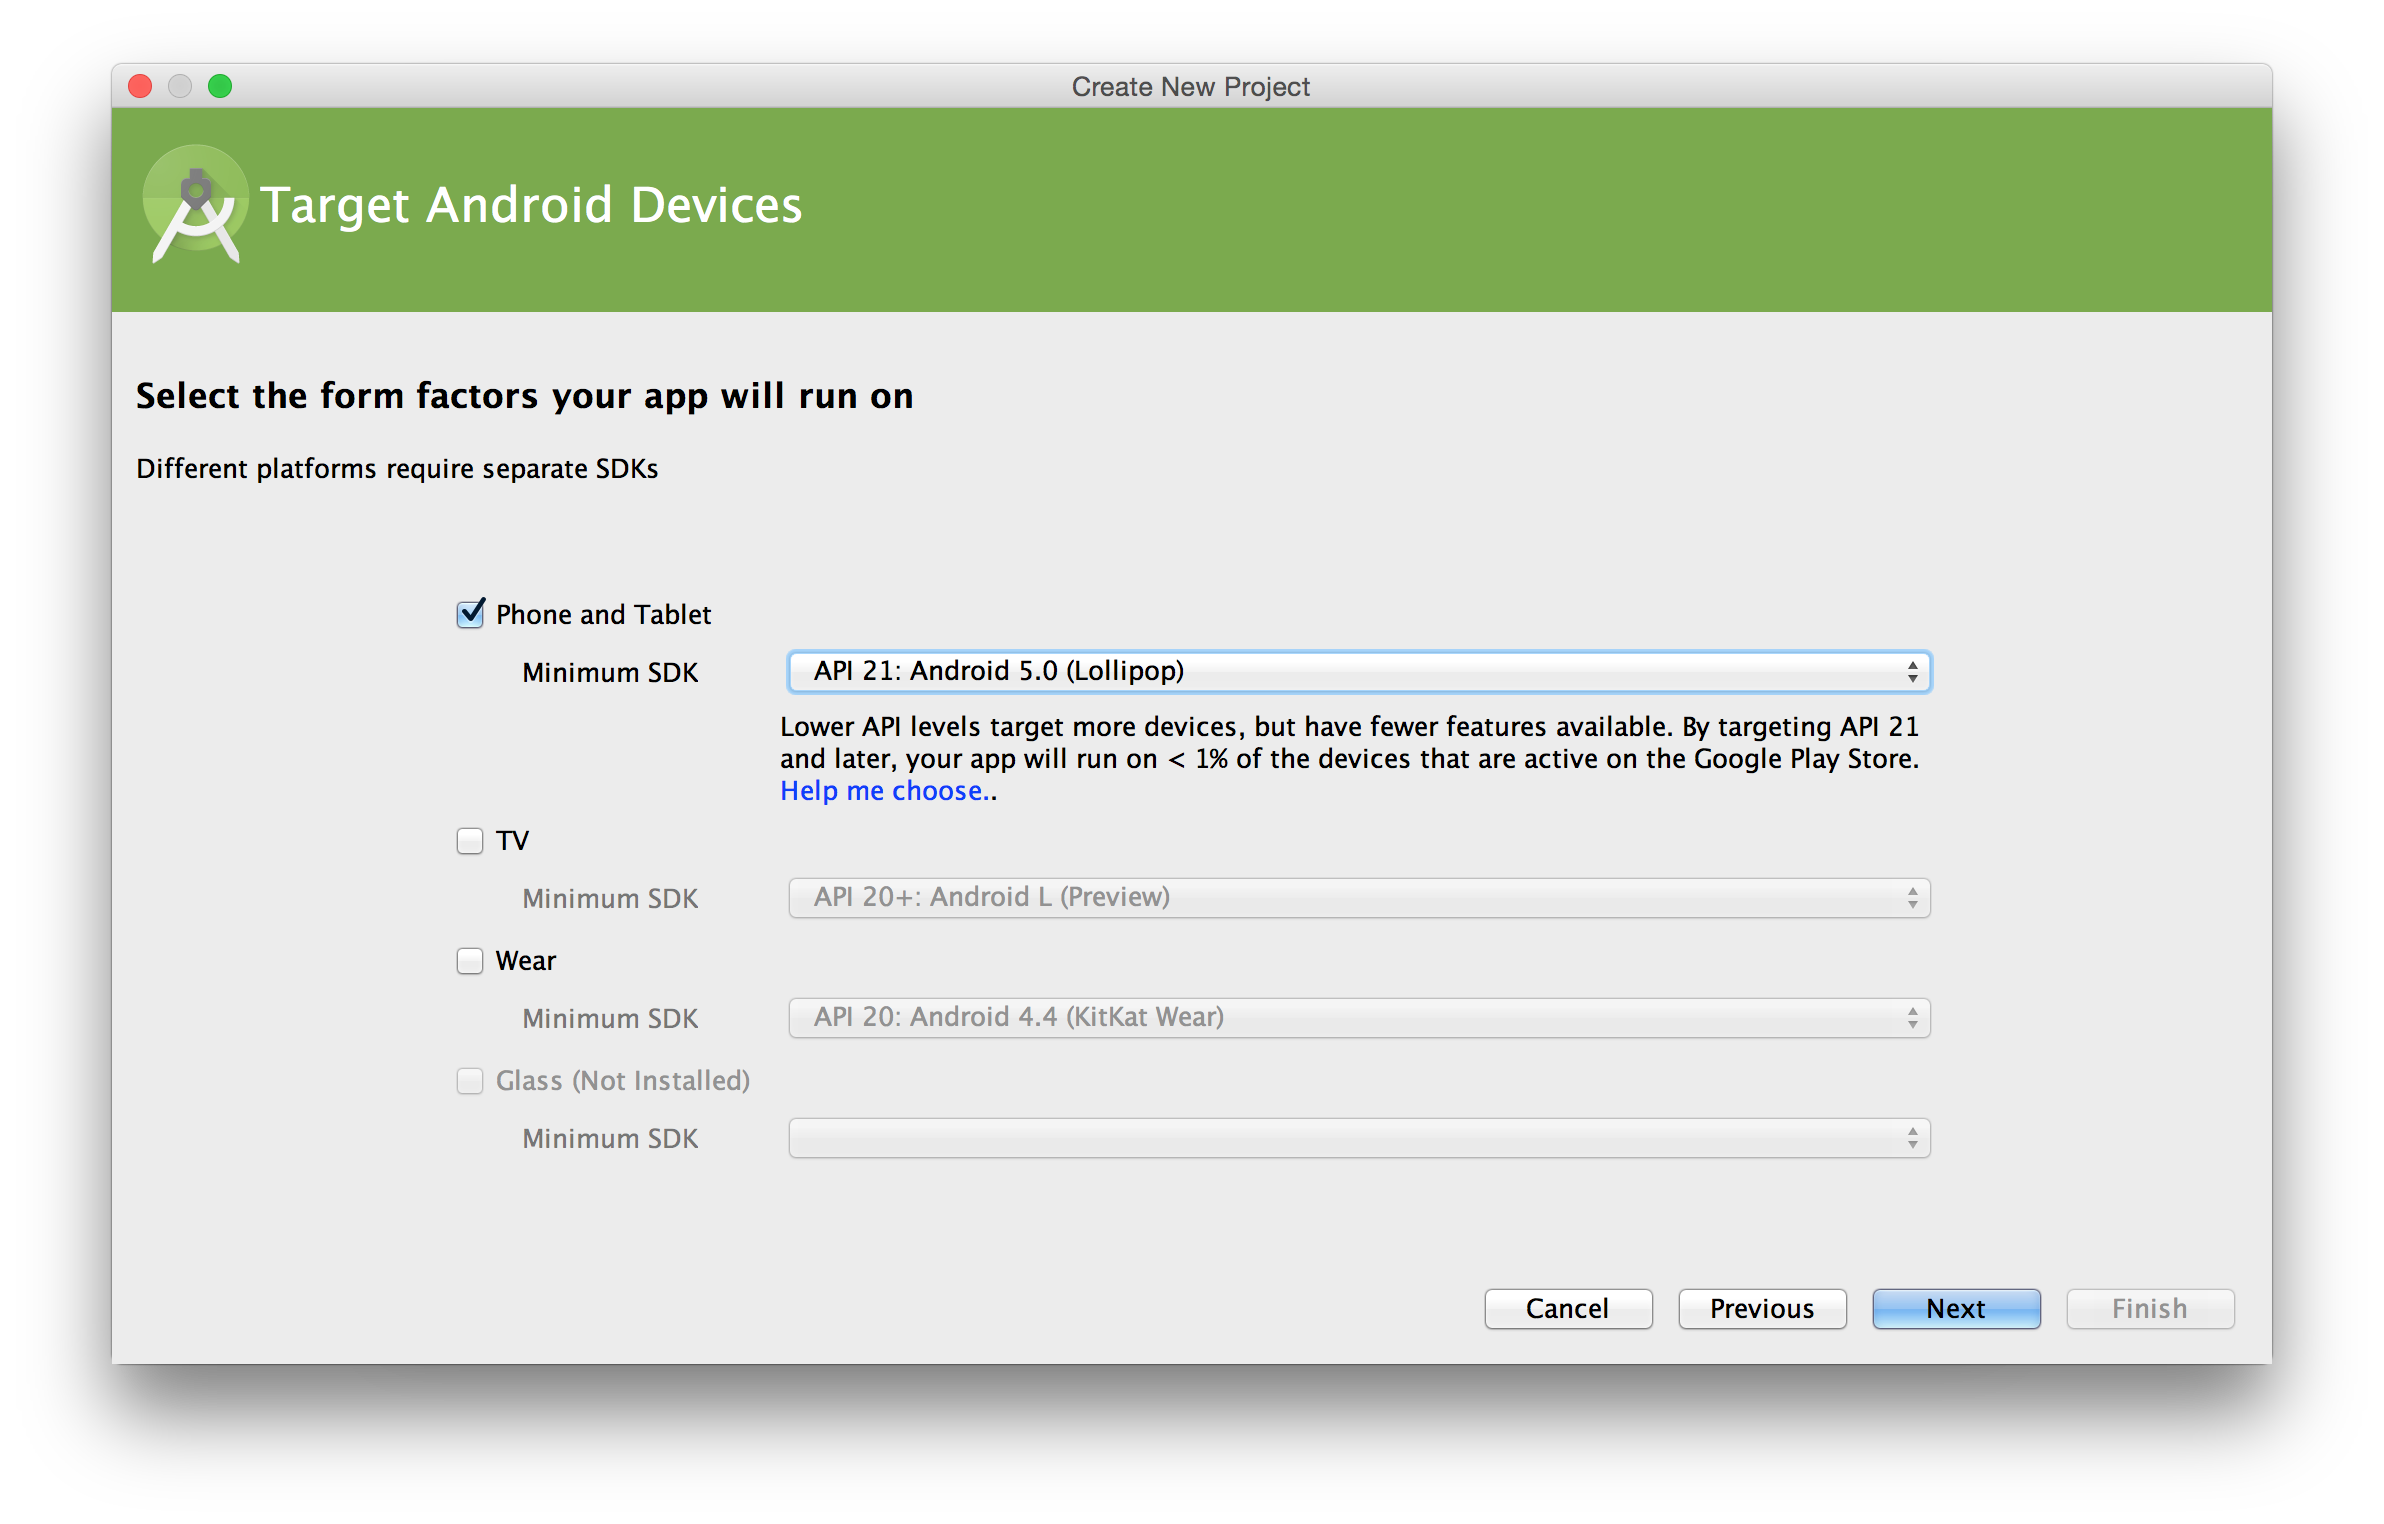 Create New Project
Target Android Devices
Select the form factors your app will run on
Different platforms require separate SDKs
Phone and Tablet
Minimum SDK API 21: Android 5.0 (Lollipop)
Lower API levels target more devices, but have fewer features available. By targeting API 21
and later, your app will run on < 1% of the devices that are active on the Google Play Store.
Help me choose..
TV
Minimum SDK API 20+: Android L (Preview)
Wear
Minimum SDK API 20: Android 4.4 (KitKat Wear)
Glass (Not Installed)
Minimum SDK
Cancel Previous Next Finish